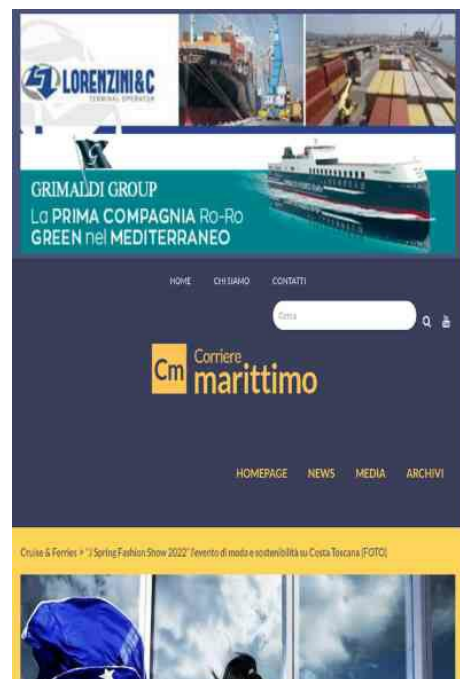 LORENZINI&C
TERMINAL OPERATOR
GRIMALDI GROUP
La PRIMA COMPAGNIA Ro-Ro
GREEN nel MEDITERRANEO
HOME CHI SIAMO CONTATTI
Cerca
Cm Corriere
marittimo
HOMEPAGE NEWS MEDIA ARCHIVI
Cruise & Ferries > "J Spring Fashion Show 2022" l'evento di moda e sostenibilità su Costa Toscana [FOTO]